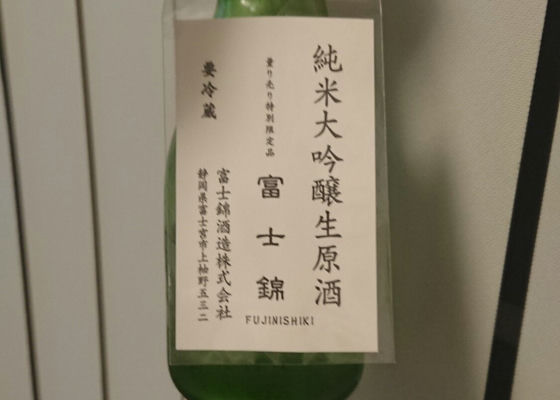 純米大吟醸生原酒
量り売り特別限定品
富士錦
FUJINISHIKI
要冷蔵
富士錦酒造株式会社
静岡県富士宮市上柚野五三二